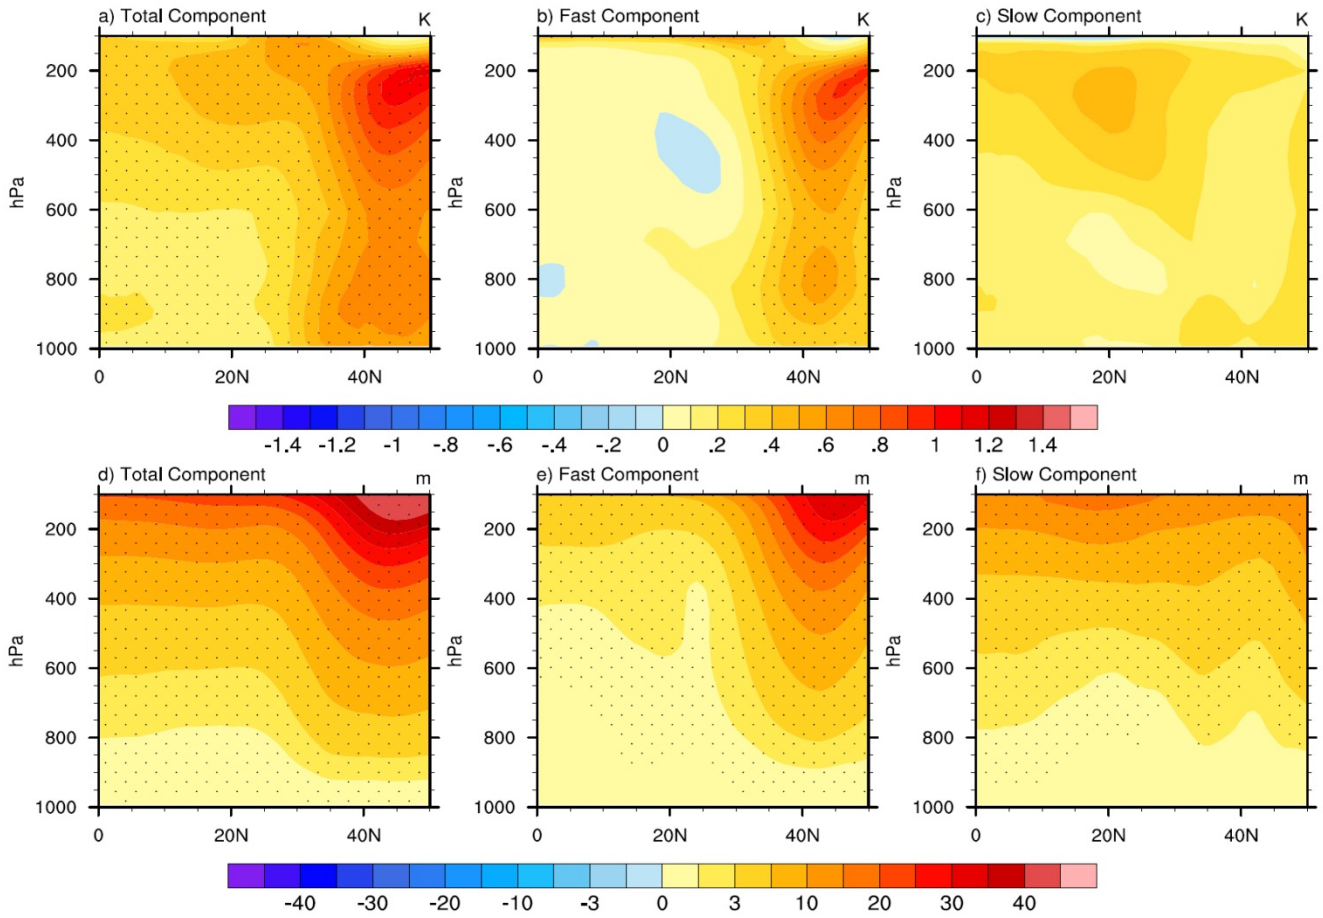 a) Total Component K b) Fast Component K c) Slow Component K
200 200 200
400 400 400
hPa hPa hPa
600 600 600
800 800 800
1000 1000 1000
0 20N 40N 0 20N 40N 0 20N 40N
-1.4 -1.2 -1 -.8 -.6 -.4 -.2 0 .2 .4 .6 .8 1 1.2 1.4
d) Total Component m e) Fast Component m f) Slow Component m
200 200 200
400 400 400
hPa hPa hPa
600 600 600
800 800 800
1000 1000 1000
0 20N 40N 0 20N 40N 0 20N 40N
-40 -30 -20 -10 -3 0 3 10 20 30 40